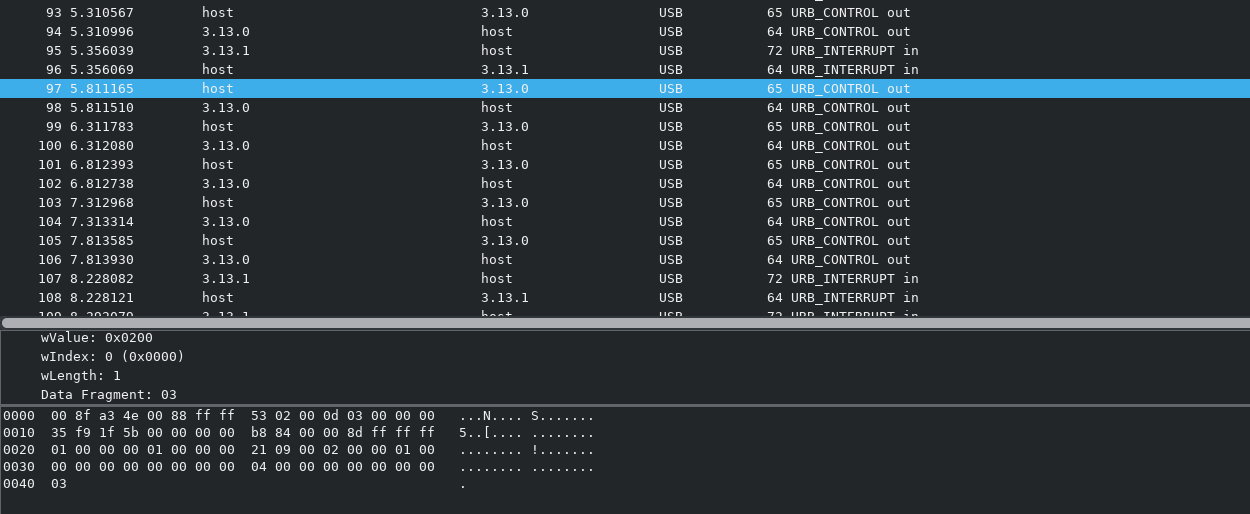 93 5.310567 host 3.13.0 USB 65 URB_CONTROL out
94 5.310996 3.13.0 host USB 64 URB_CONTROL out
95 5.356039 3.13.1 host USB 72 URB_INTERRUPT in
96 5.356069 host 3.13.1 USB 64 URB_INTERRUPT in
97 5.811165 host 3.13.0 USB 65 URB_CONTROL out
98 5.811510 3.13.0 host USB 64 URB_CONTROL out
99 6.311783 host 3.13.0 USB 65 URB_CONTROL out
100 6.312080 3.13.0 host USB 64 URB_CONTROL out
101 6.812393 host 3.13.0 USB 65 URB_CONTROL out
102 6.812738 3.13.0 host USB 64 URB_CONTROL out
103 7.312968 host 3.13.0 USB 65 URB_CONTROL out
104 7.313314 3.13.0 host USB 64 URB_CONTROL out
105 7.813585 host 3.13.0 USB 65 URB_CONTROL out
106 7.813930 3.13.0 host USB 64 URB_CONTROL out
107 8.228082 3.13.1 host USB 72 URB_INTERRUPT in
108 8.228121 host 3.13.1 USB 64 URB_INTERRUPT in
wValue: 0x0200
wIndex: 0 (0x0000)
wLength: 1
Data Fragment: 03
0000 00 8f a3 4e 00 88 ff ff 53 02 00 0d 03 00 00 00 ...N.... S.......
0010 35 f9 1f 5b 00 00 00 00 b8 84 00 00 8d ff ff ff 5..[.... ........
0020 01 00 00 00 01 00 00 00 21 09 00 02 00 00 01 00 ........ !.......
0030 00 00 00 00 00 00 00 00 04 00 00 00 00 00 00 00 ........ ........
0040 03 .